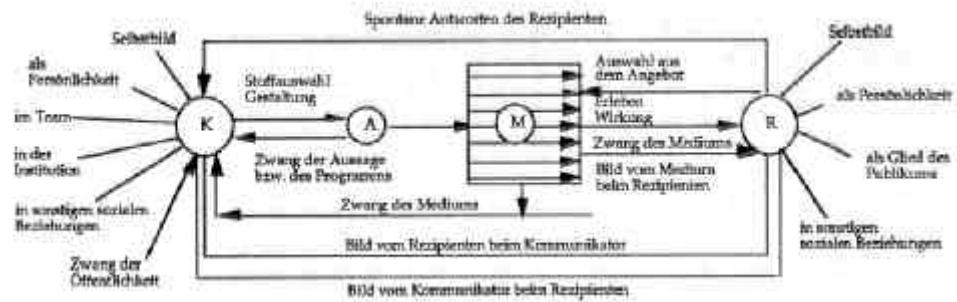 Spontane Antworten des Rezipienten
Selbstbild
als
Persönlichkeit
im Team
in der
Institution
in sonstigen sozialen
Beziehungen
Zwang der
Öffentlichkeit
K
Stoffauswahl
Gestaltung
A
Zwang der Aussage
bzw. des Programms
M
Auswahl aus
dem Angebot
Erleben
Wirkung
Zwang des Mediums
Bild vom Medium
beim Rezipienten
Zwang des Mediums
R
Selbstbild
als Persönlichkeit
als Glied des
Publikums
in sonstigen
sozialen Beziehungen
Bild vom Rezipienten beim Kommunikator
Bild vom Kommunikator beim Rezipienten